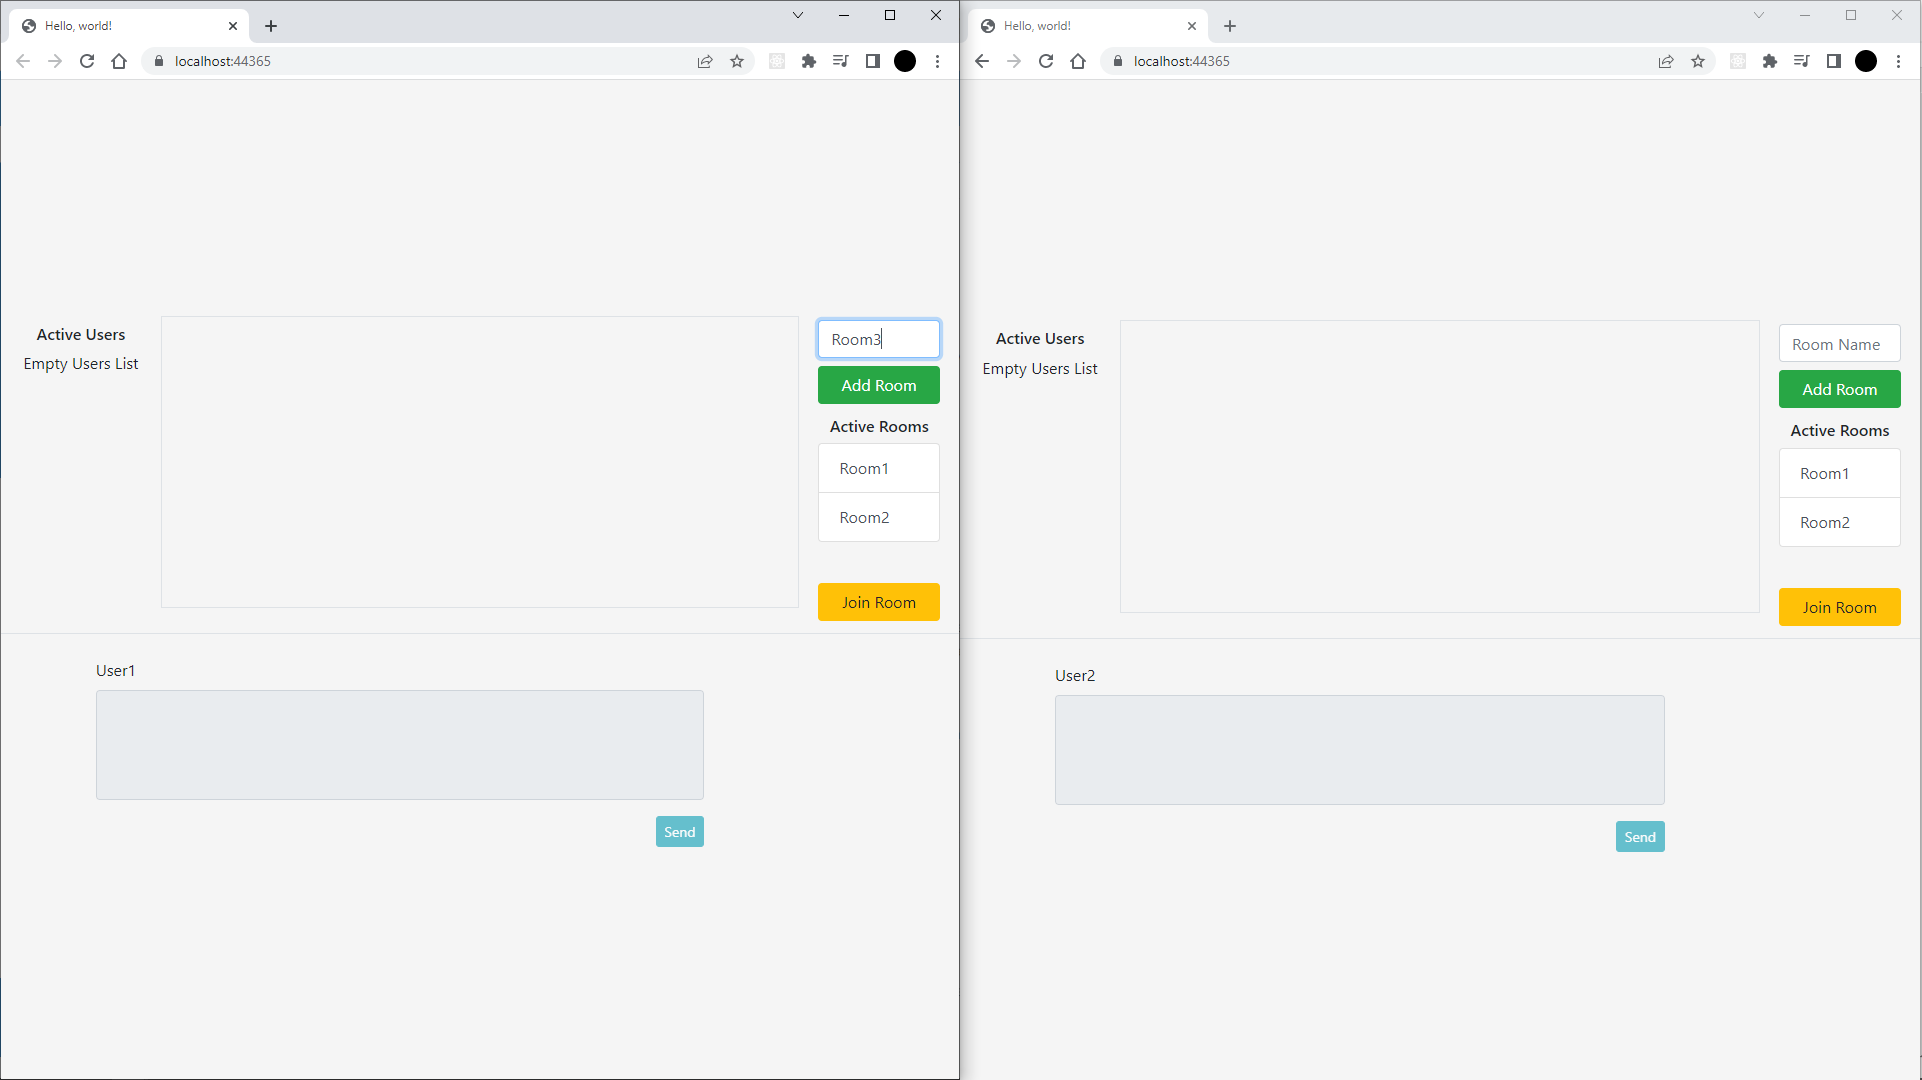 Hello, world!
localhost:44365
Active Users
Empty Users List
Room3
Add Room
Active Rooms
Room1
Room2
Join Room
User1
Send
Hello, world!
localhost:44365
Active Users
Empty Users List
Room Name
Add Room
Active Rooms
Room1
Room2
Join Room
User2
Send